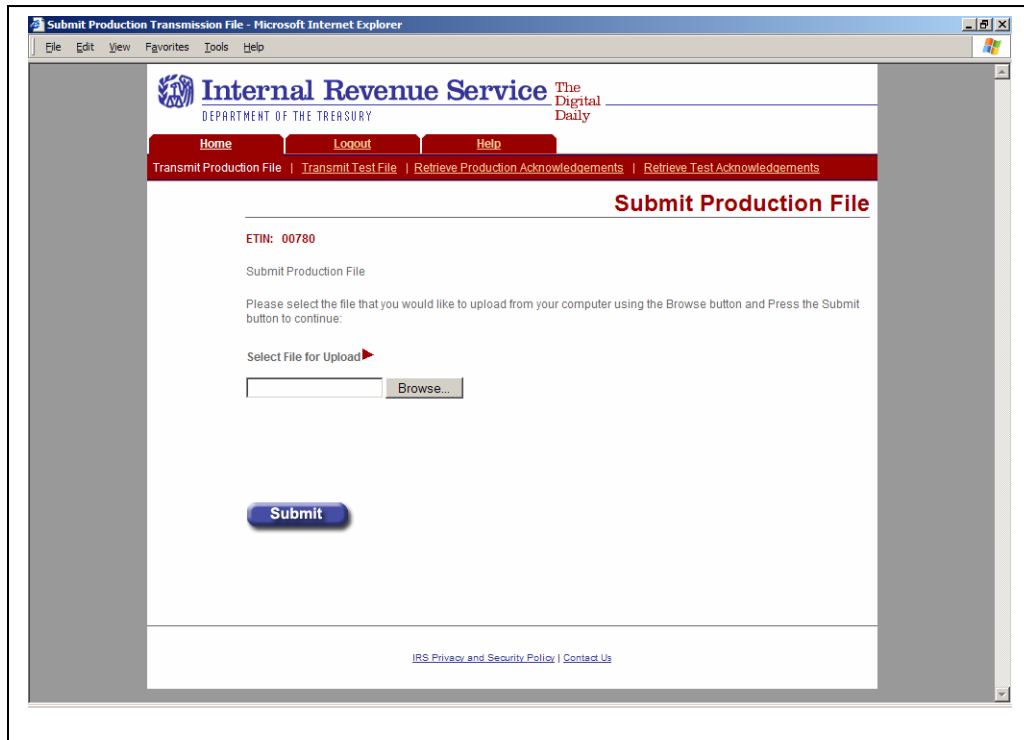 Submit Production Transmission File - Microsoft Internet Explorer
File Edit View Favorites Tools Help
Internal Revenue Service
DEPARTMENT OF THE TREASURY
The
Digital
Daily
Home Logout Help
Transmit Production File | Transmit Test File | Retrieve Production Acknowledgements | Retrieve Test Acknowledgements
Submit Production File
ETIN: 00780
Submit Production File
Please select the file that you would like to upload from your computer using the Browse button and Press the Submit
button to continue:
Select File for Upload
Browse...
Submit
IRS Privacy and Security Policy | Contact Us